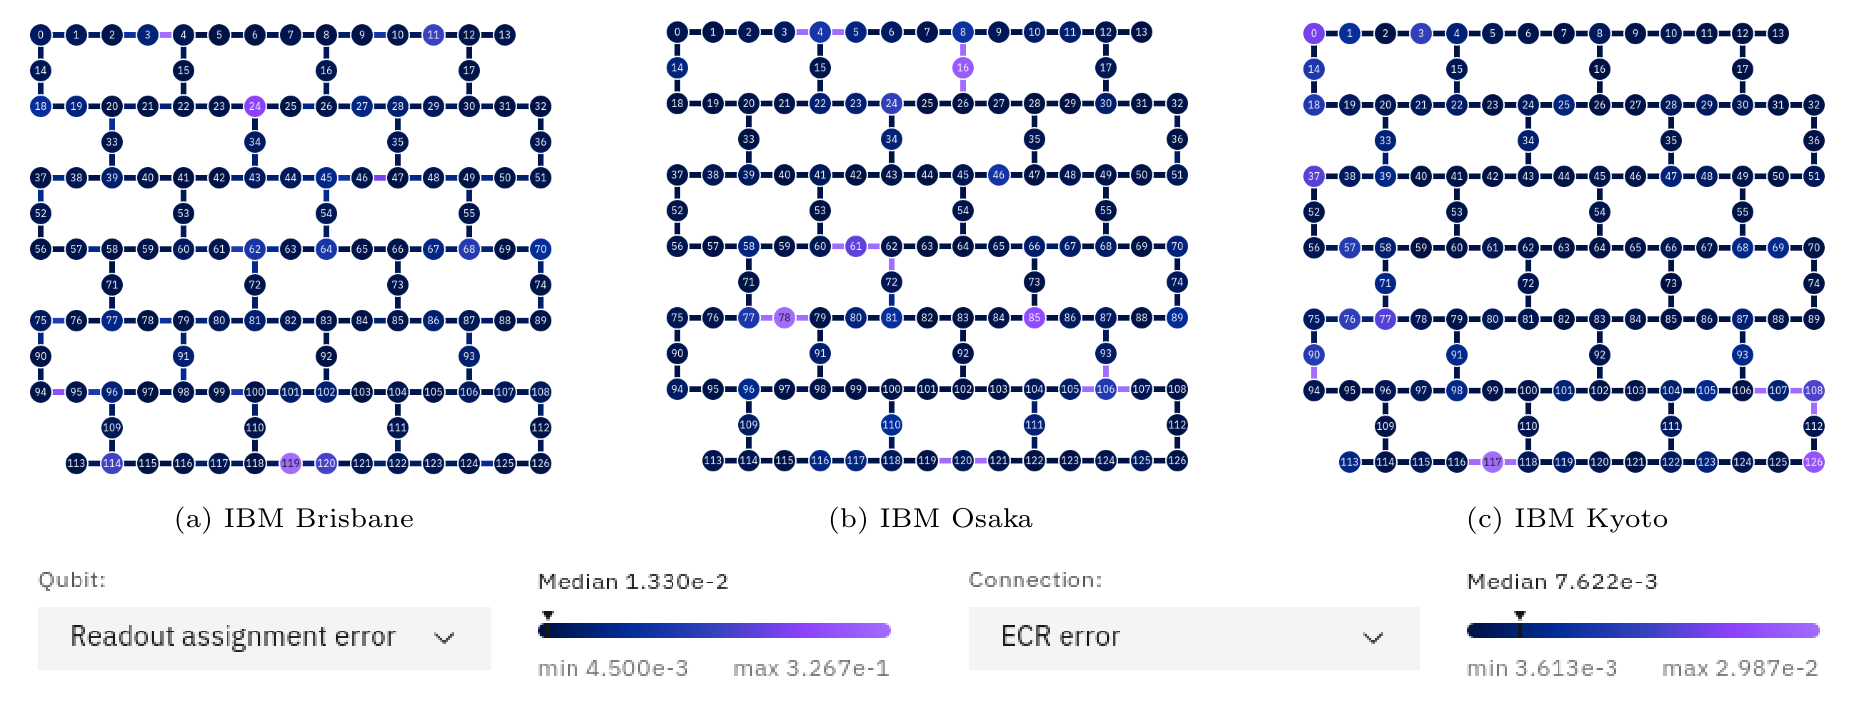 0 1 2 3 4 5 6 7 8 9 10 11 12 13
14 15 16 17
18 19 20 21 22 23 24 25 26 27 28 29 30 31 32
33 34 35 36
37 38 39 40 41 42 43 44 45 46 47 48 49 50 51
52 53 54 55
56 57 58 59 60 61 62 63 64 65 66 67 68 69 70
71 72 73 74
75 76 77 78 79 80 81 82 83 84 85 86 87 88 89
90 91 92 93
94 95 96 97 98 99 100 101 102 103 104 105 106 107 108
109 110 111 112
113 114 115 116 117 118 119 120 121 122 123 124 125 126
(a) IBM Brisbane
0 1 2 3 4 5 6 7 8 9 10 11 12 13
14 15 16 17
18 19 20 21 22 23 24 25 26 27 28 29 30 31 32
33 34 35 36
37 38 39 40 41 42 43 44 45 46 47 48 49 50 51
52 53 54 55
56 57 58 59 60 61 62 63 64 65 66 67 68 69 70
71 72 73 74
75 76 77 78 79 80 81 82 83 84 85 86 87 88 89
90 91 92 93
94 95 96 97 98 99 100 101 102 103 104 105 106 107 108
109 110 111 112
113 114 115 116 117 118 119 120 121 122 123 124 125 126
(b) IBM Osaka
0 1 2 3 4 5 6 7 8 9 10 11 12 13
14 15 16 17
18 19 20 21 22 23 24 25 26 27 28 29 30 31 32
33 34 35 36
37 38 39 40 41 42 43 44 45 46 47 48 49 50 51
52 53 54 55
56 57 58 59 60 61 62 63 64 65 66 67 68 69 70
71 72 73 74
75 76 77 78 79 80 81 82 83 84 85 86 87 88 89
90 91 92 93
94 95 96 97 98 99 100 101 102 103 104 105 106 107 108
109 110 111 112
113 114 115 116 117 118 119 120 121 122 123 124 125 126
(c) IBM Kyoto
Qubit:
Readout assignment error
Median 1.330e-2
min 4.500e-3 max 3.267e-1
Connection:
ECR error
Median 7.622e-3
min 3.613e-3 max 2.987e-2